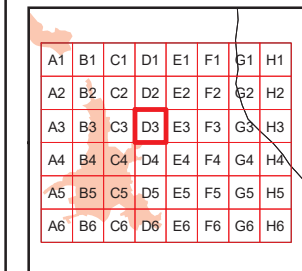 A1 B1 C1 D1 E1 F1 G1 H1
A2 B2 C2 D2 E2 F2 G2 H2
A3 B3 C3 D3 E3 F3 G3 H3
A4 B4 C4 D4 E4 F4 G4 H4
A5 B5 C5 D5 E5 F5 G5 H5
A6 B6 C6 D6 E6 F6 G6 H6